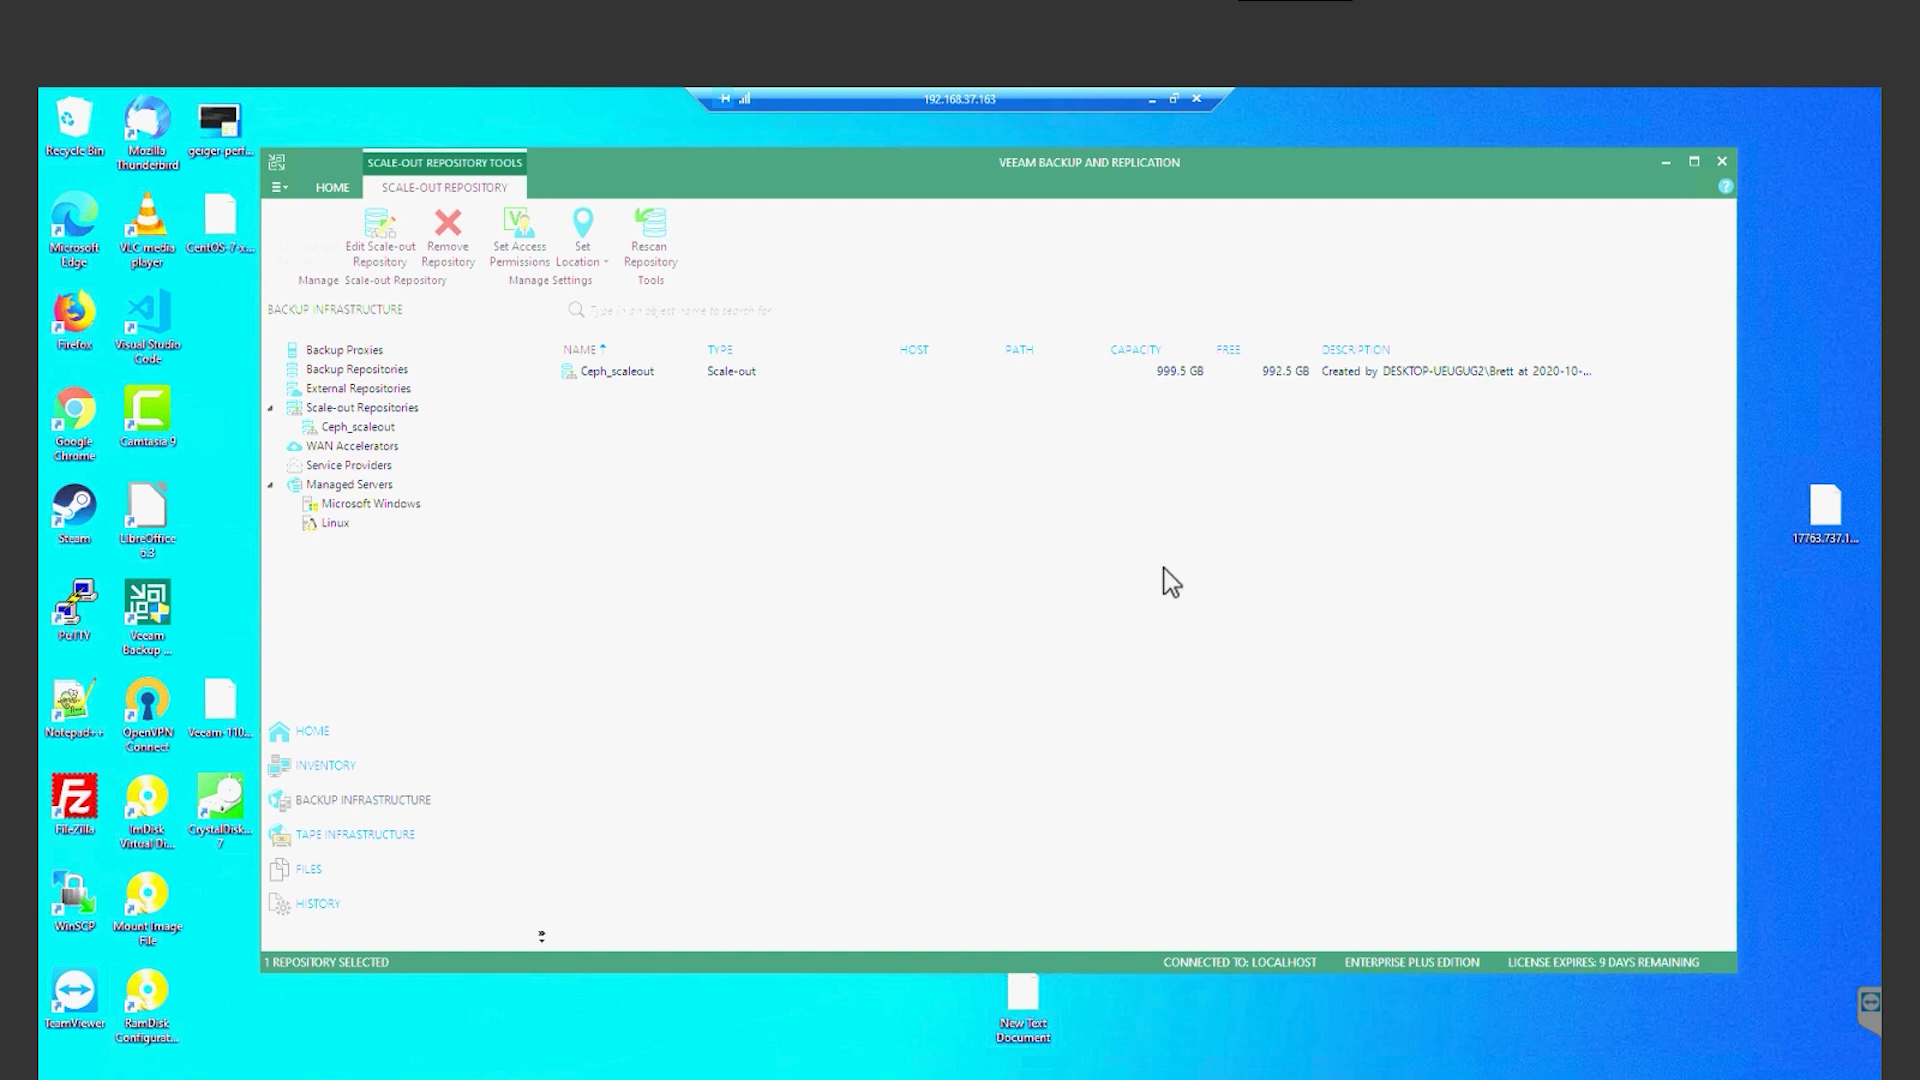 192.168.37.163
Recycle Bin
Mozilla
Thunderbird
geiger-perf...
Microsoft
Edge
VLC media
player
CentOS-7-x...
Firefox
Visual Studio
Code
Google
Chrome
Camtasia 9
Steam
LibreOffice
6.3
PuTTY
Veeam
Backup ...
Notepad++
OpenVPN
Connect
Veeam-110...
FileZilla
ImDisk
Virtual Di...
CrystalDisk...
7
WinSCP
Mount Image
File
TeamViewer
RamDisk
Configurat...
SCALE-OUT REPOSITORY TOOLS
VEEAM BACKUP AND REPLICATION
HOME
SCALE-OUT REPOSITORY
Edit Scale-out
Repository
Remove
Repository
Set Access
Permissions
Set
Location
Rescan
Repository
Manage Scale-out Repository
Manage Settings
Tools
BACKUP INFRASTRUCTURE
Type in an object name to search for
Backup Proxies
Backup Repositories
External Repositories
Scale-out Repositories
Ceph_scaleout
WAN Accelerators
Service Providers
Managed Servers
Microsoft Windows
Linux
NAME TYPE HOST PATH CAPACITY FREE DESCRIPTION
Ceph_scaleout Scale-out 999.5 GB 992.5 GB Created by DESKTOP-UEUGUG2\Brett at 2020-10-...
HOME
INVENTORY
BACKUP INFRASTRUCTURE
TAPE INFRASTRUCTURE
FILES
HISTORY
1 REPOSITORY SELECTED
CONNECTED TO: LOCALHOST
ENTERPRISE PLUS EDITION
LICENSE EXPIRES: 9 DAYS REMAINING
17763.737.1...
New Text
Document